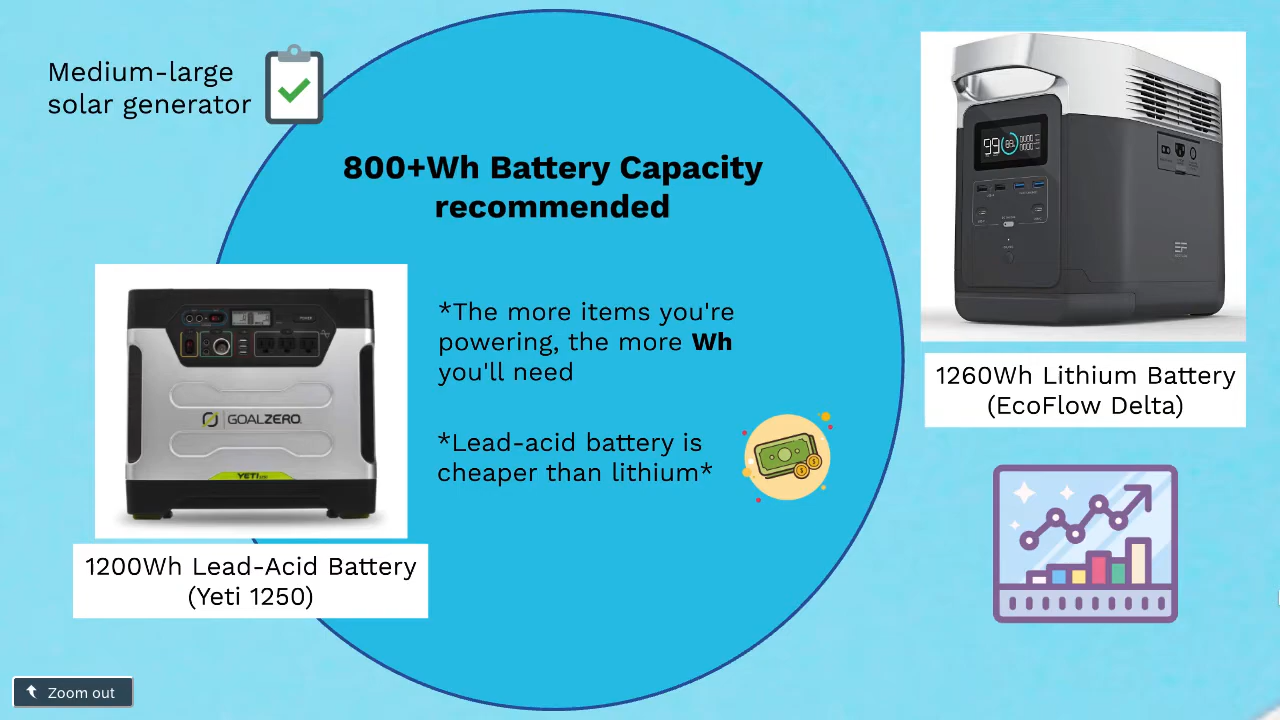 Medium-large
solar generator
800+Wh Battery Capacity
recommended
*The more items you're
powering, the more Wh
you'll need
*Lead-acid battery is
cheaper than lithium*
GOALZERO
YETI
1200Wh Lead-Acid Battery
(Yeti 1250)
1260Wh Lithium Battery
(EcoFlow Delta)
Zoom out